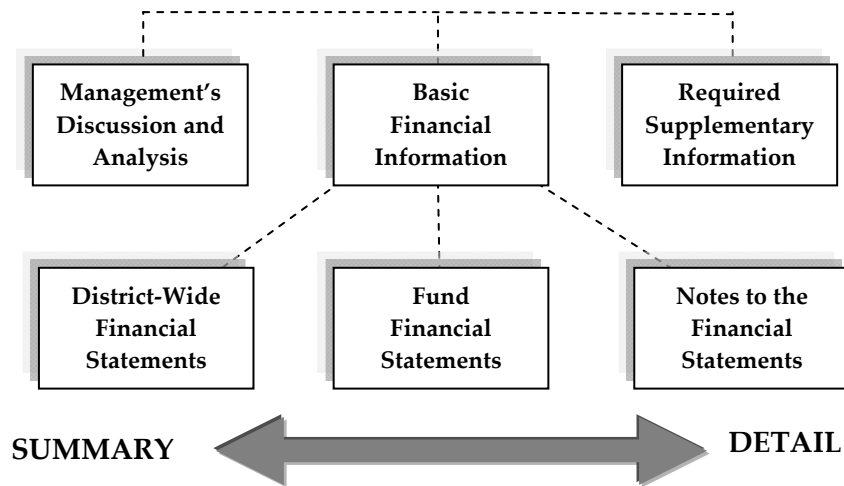 Management’s
Discussion and
Analysis
Basic
Financial
Information
Required
Supplementary
Information
District-Wide
Financial
Statements
Fund
Financial
Statements
Notes to the
Financial
Statements
SUMMARY
DETAIL